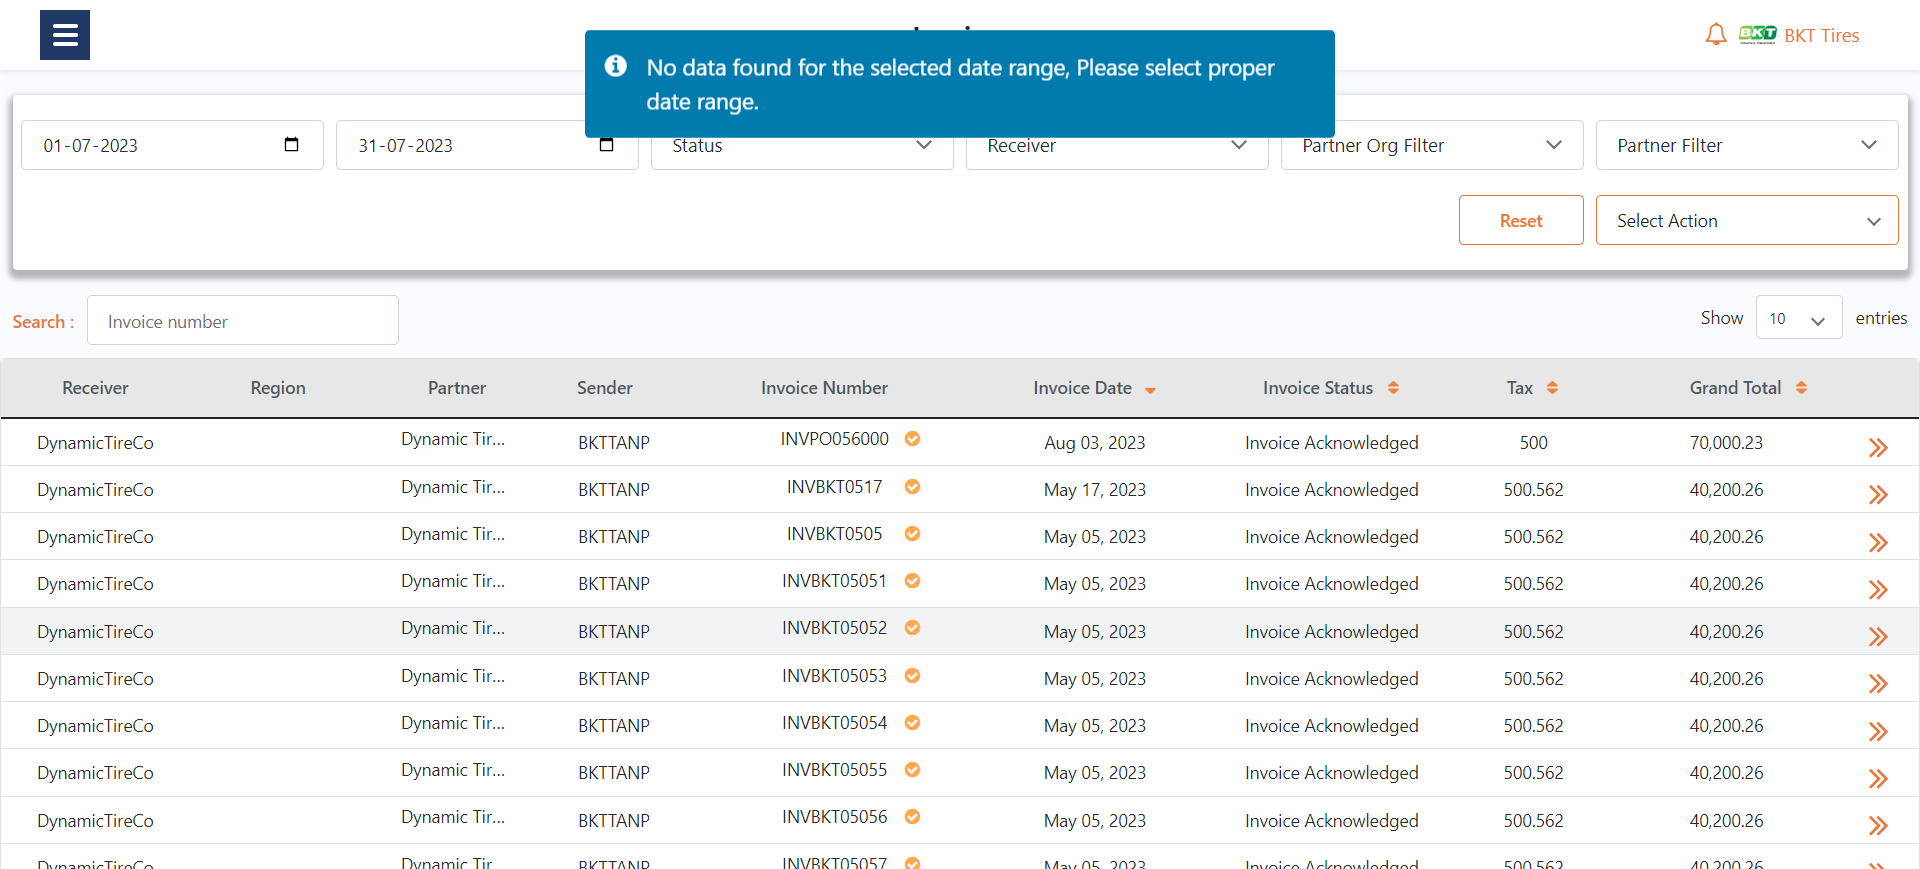 BKT BKT Tires
No data found for the selected date range, Please select proper
date range.
01-07-2023 31-07-2023 Status Receiver Partner Org Filter Partner Filter
Reset Select Action
Search : Invoice number Show 10 entries
Receiver Region Partner Sender Invoice Number Invoice Date Invoice Status Tax Grand Total
DynamicTireCo Dynamic Tir... BKTTANP INVPO056000 Aug 03, 2023 Invoice Acknowledged 500 70,000.23
DynamicTireCo Dynamic Tir... BKTTANP INVBKT0517 May 17, 2023 Invoice Acknowledged 500.562 40,200.26
DynamicTireCo Dynamic Tir... BKTTANP INVBKT0505 May 05, 2023 Invoice Acknowledged 500.562 40,200.26
DynamicTireCo Dynamic Tir... BKTTANP INVBKT05051 May 05, 2023 Invoice Acknowledged 500.562 40,200.26
DynamicTireCo Dynamic Tir... BKTTANP INVBKT05052 May 05, 2023 Invoice Acknowledged 500.562 40,200.26
DynamicTireCo Dynamic Tir... BKTTANP INVBKT05053 May 05, 2023 Invoice Acknowledged 500.562 40,200.26
DynamicTireCo Dynamic Tir... BKTTANP INVBKT05054 May 05, 2023 Invoice Acknowledged 500.562 40,200.26
DynamicTireCo Dynamic Tir... BKTTANP INVBKT05055 May 05, 2023 Invoice Acknowledged 500.562 40,200.26
DynamicTireCo Dynamic Tir... BKTTANP INVBKT05056 May 05, 2023 Invoice Acknowledged 500.562 40,200.26
DynamicTireCo Dynamic Tir BKTTANP INVBKT05057 May 05, 2023 Invoice Acknowledged 500.562 40,200.26